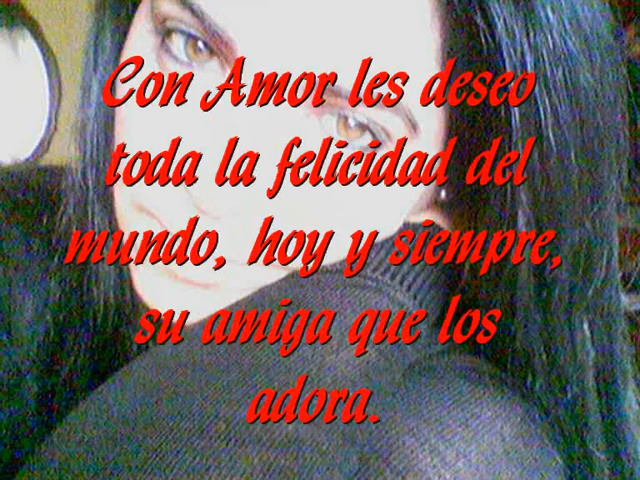 Con Amor les deseo
toda la felicidad del
mundo, hoy y siempre,
su amiga que los
adora.